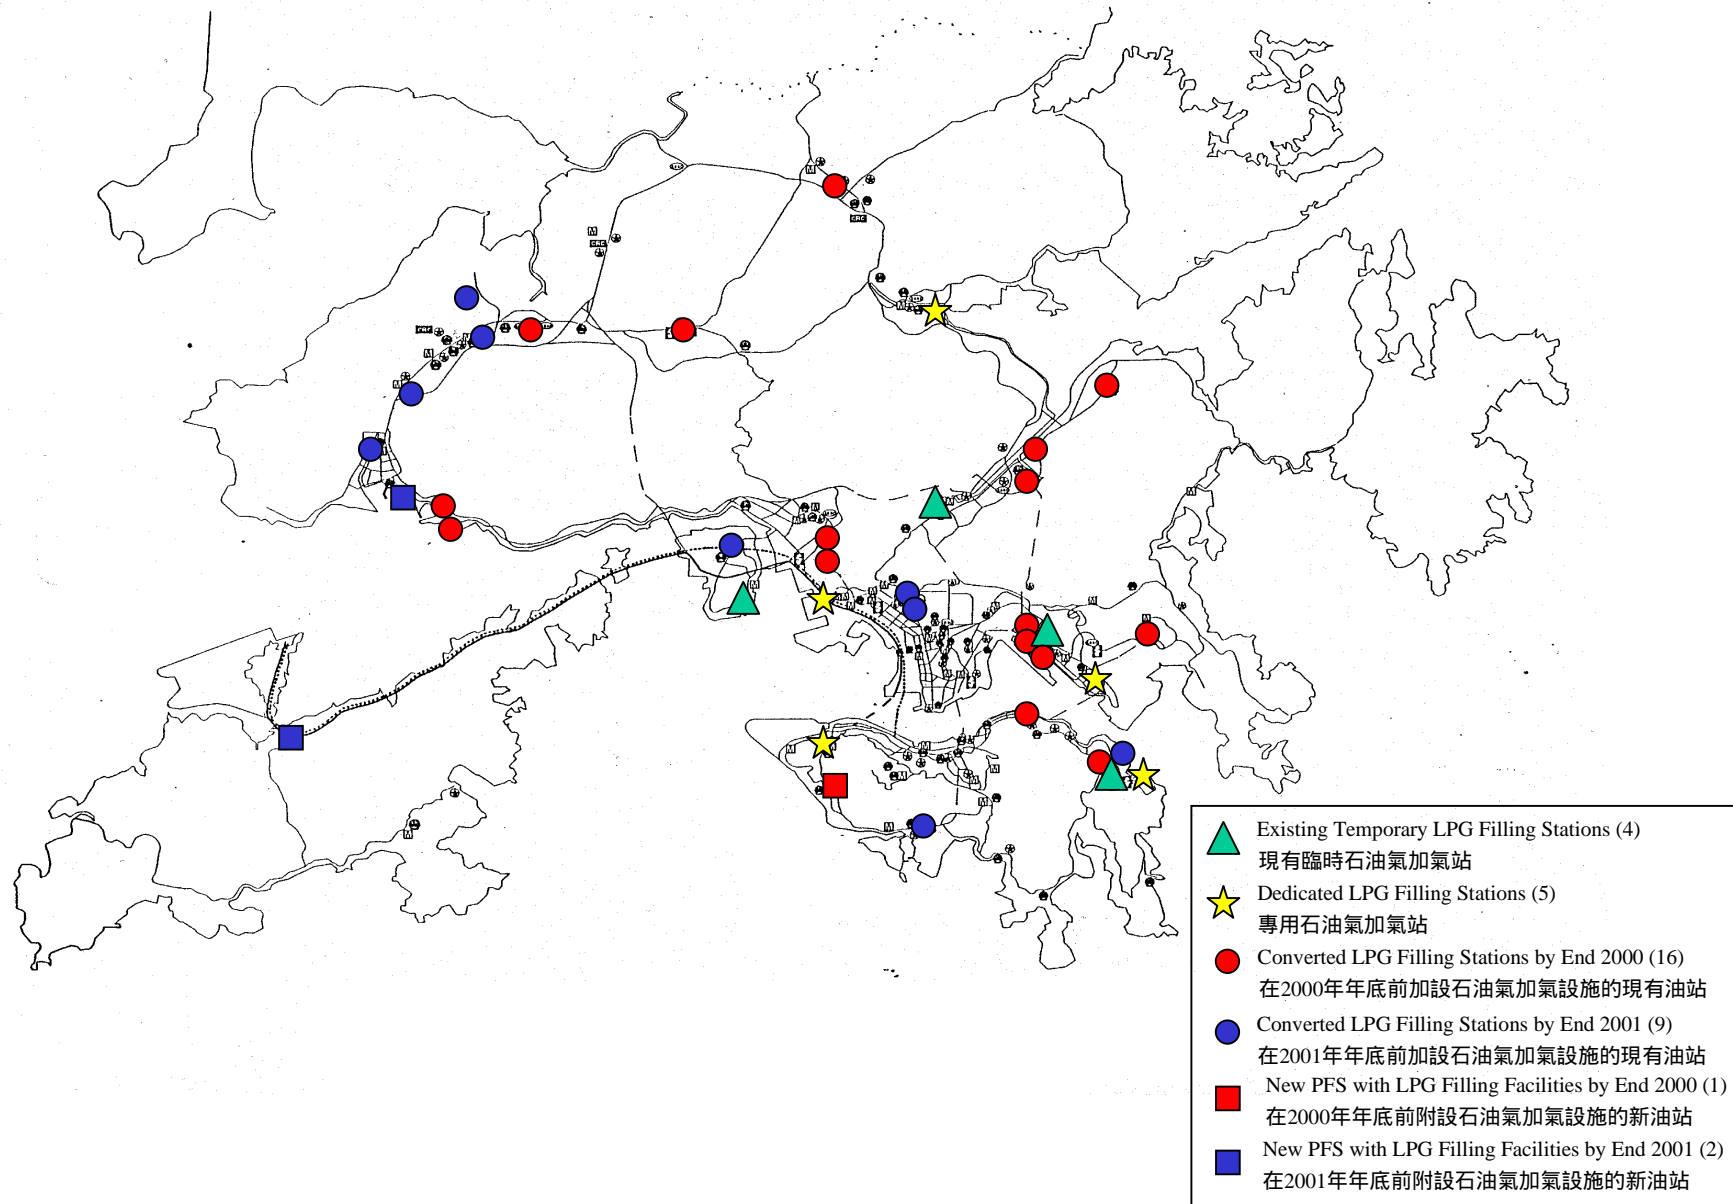 Existing Temporary LPG Filling Stations (4)
現有臨時石油氣加氣站
Dedicated LPG Filling Stations (5)
專用石油氣加氣站
Converted LPG Filling Stations by End 2000 (16)
在2000年年底前加設石油氣加氣設施的現有油站
Converted LPG Filling Stations by End 2001 (9)
在2001年年底前加設石油氣加氣設施的現有油站
New PFS with LPG Filling Facilities by End 2000 (1)
在2000年年底前附設石油氣加氣設施的新油站
New PFS with LPG Filling Facilities by End 2001 (2)
在2001年年底前附設石油氣加氣設施的新油站